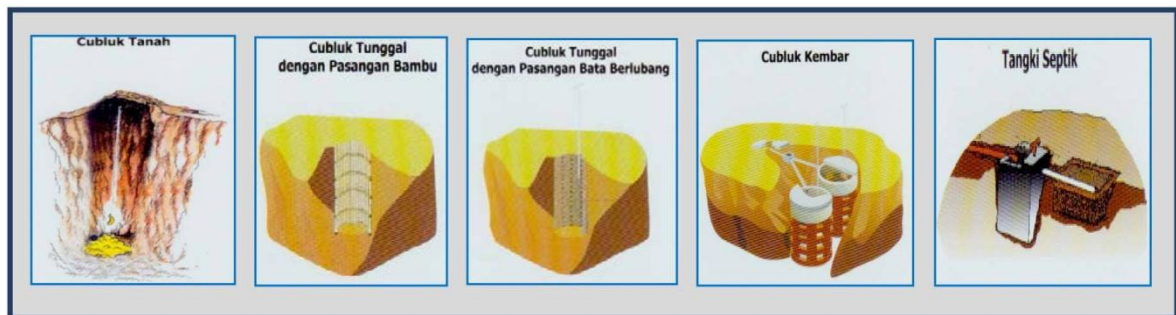 Cubluk Tanah
Cubluk Tunggal
dengan Pasangan Bambu
Cubluk Tunggal
dengan Pasangan Bata Berlubang
Cubluk Kembar
Tangki Septik